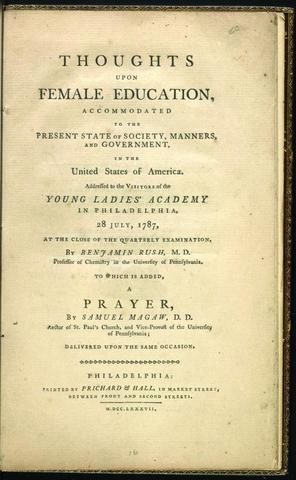 THOUGHTS
UPON
FEMALE EDUCATION,
ACCOMMODATED
TO THE
PRESENT STATE OF SOCIETY, MANNERS,
AND GOVERNMENT,
IN THE
United States of America.
Addressed to the VISITORS of the
YOUNG LADIES' ACADEMY
IN PHILADELPHIA,
28 JULY, 1787,
AT THE CLOSE OF THE QUARTERLY EXAMINATION,
By BENJAMIN RUSH, M. D.
Professor of Chemistry in the University of Pennsylvania.
TO WHICH IS ADDED,
A
PRAYER,
By SAMUEL MAGAW, D. D.
Rector of St. Paul's Church, and Vice-Provost of the University
of Pennsylvania;
DELIVERED UPON THE SAME OCCASION.
PHILADELPHIA:
PRINTED BY PRICHARD & HALL, IN MARKET STREET,
BETWEEN FRONT AND SECOND STREETS.
M.DCC.LXXXVII.